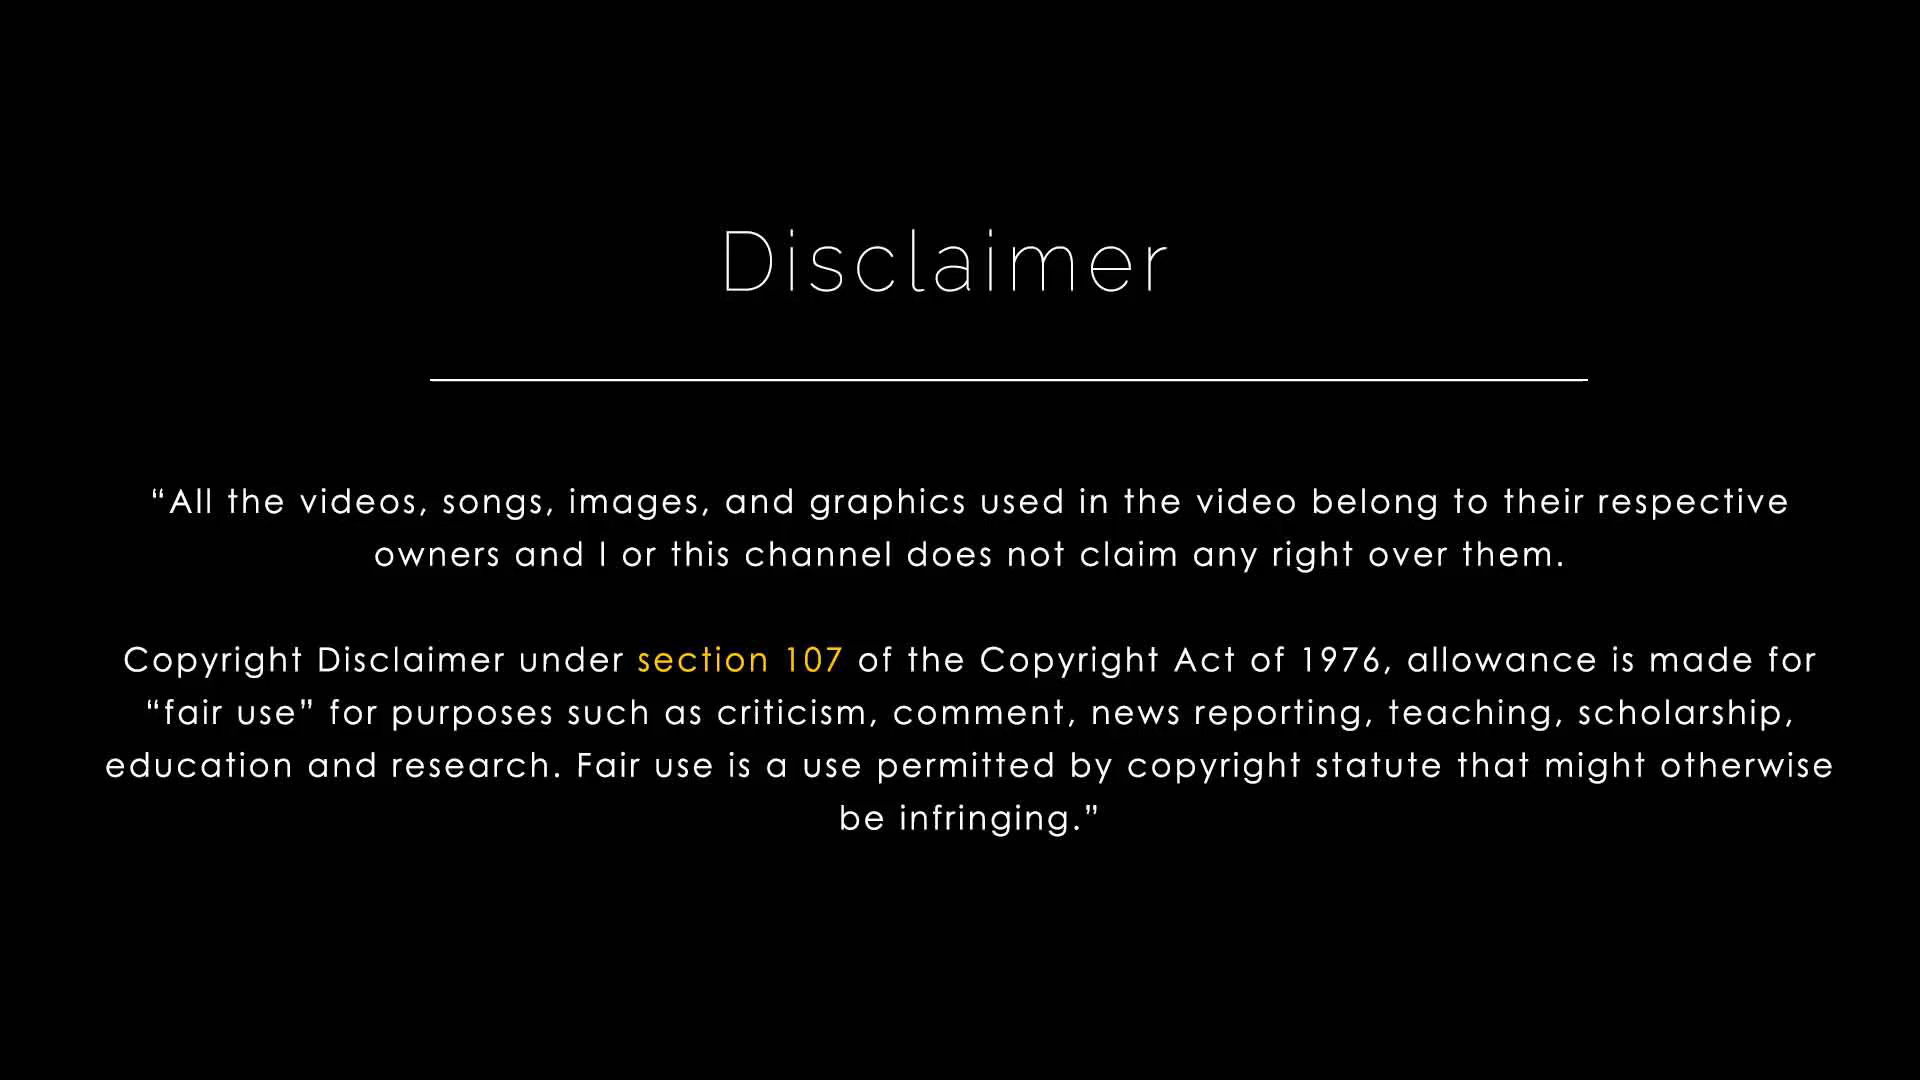 Disclaimer
“All the videos, songs, images, and graphics used in the video belong to their respective
owners and I or this channel does not claim any right over them.
Copyright Disclaimer under section 107 of the Copyright Act of 1976, allowance is made for
“fair use” for purposes such as criticism, comment, news reporting, teaching, scholarship,
education and research. Fair use is a use permitted by copyright statute that might otherwise
be infringing.”